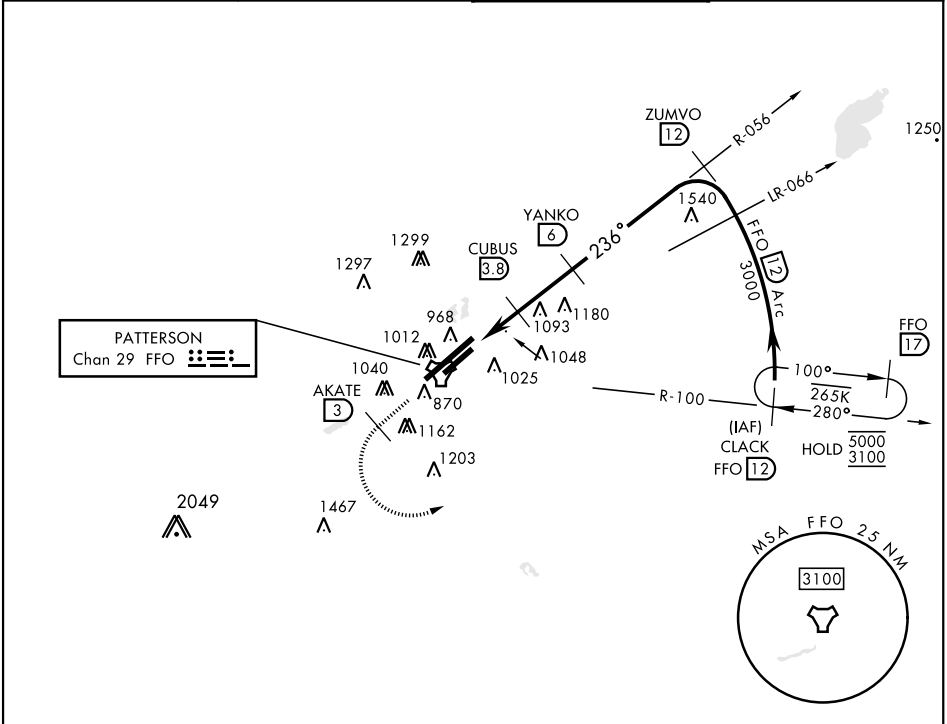 ZUMVO
12
R-056
1250
LR-066
1540
YANKO
6
236°
FFO 12 Arc
3000
1299
CUBUS
3.8
1297
1180
1093
968
PATTERSON
Chan 29 FFO
1012
1048
FFO
17
1025
1040
100°
AKATE
3
870
265K
R-100
280°
1162
(IAF)
CLACK
FFO 12
HOLD 5000
3100
1203
2049
1467
MSA FFO 25 NM
3100